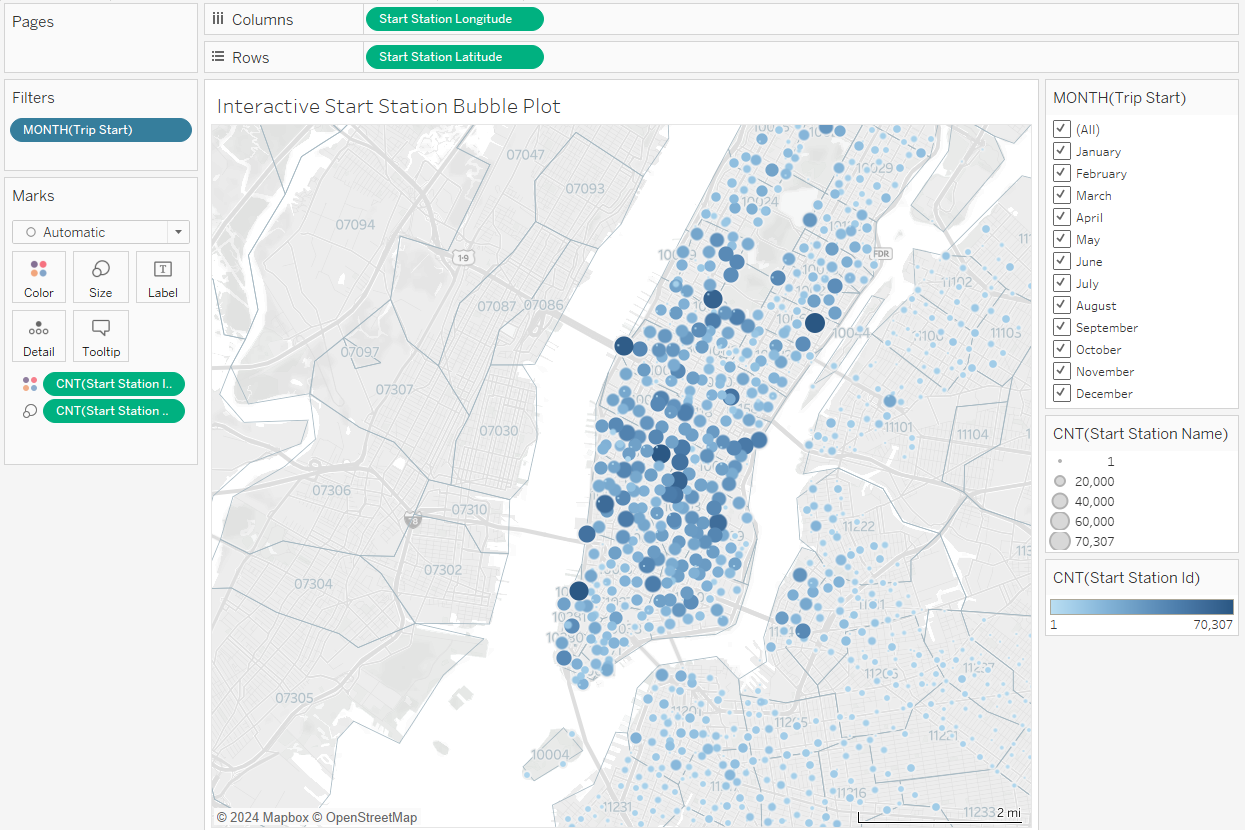 Pages
Columns
Start Station Longitude
Rows
Start Station Latitude
Filters
MONTH(Trip Start)
Marks
Automatic
Color
Size
Label
Detail
Tooltip
CNT(Start Station I..
CNT(Start Station ..
Interactive Start Station Bubble Plot
07047
07093
07094
10024
10029
1-9
FDR
07087
07086
11102
11103
07097
07307
07030
11101
11104
07306
07310
78
11222
07304
07302
07305
10004
11231
11216
11233
© 2024 Mapbox © OpenStreetMap
2 mi
MONTH(Trip Start)
(All)
January
February
March
April
May
June
July
August
September
October
November
December
CNT(Start Station Name)
1
20,000
40,000
60,000
70,307
CNT(Start Station Id)
1
70,307